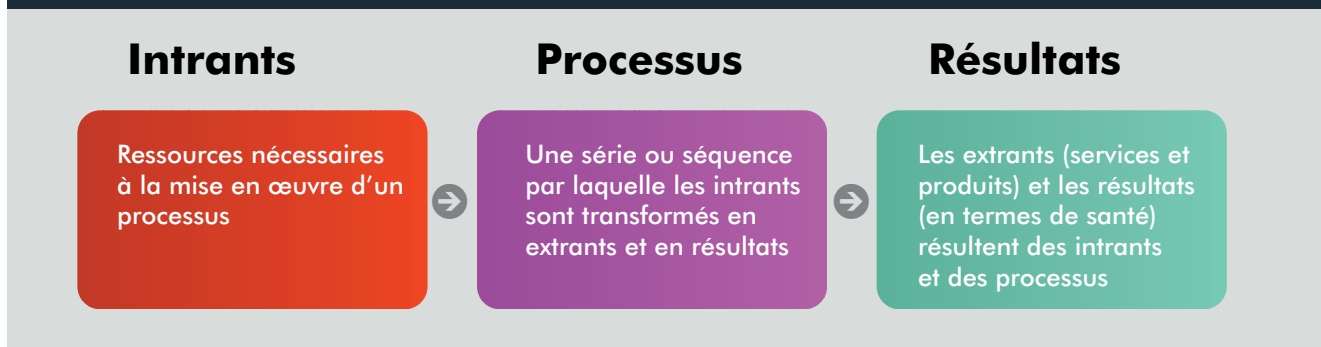 Intrants
Ressources nécessaires
à la mise en œuvre d’un
processus
Processus
Une série ou séquence
par laquelle les intrants
sont transformés en
extrants et en résultats
Résultats
Les extrants (services et
produits) et les résultats
(en termes de santé)
résultent des intrants
et des processus